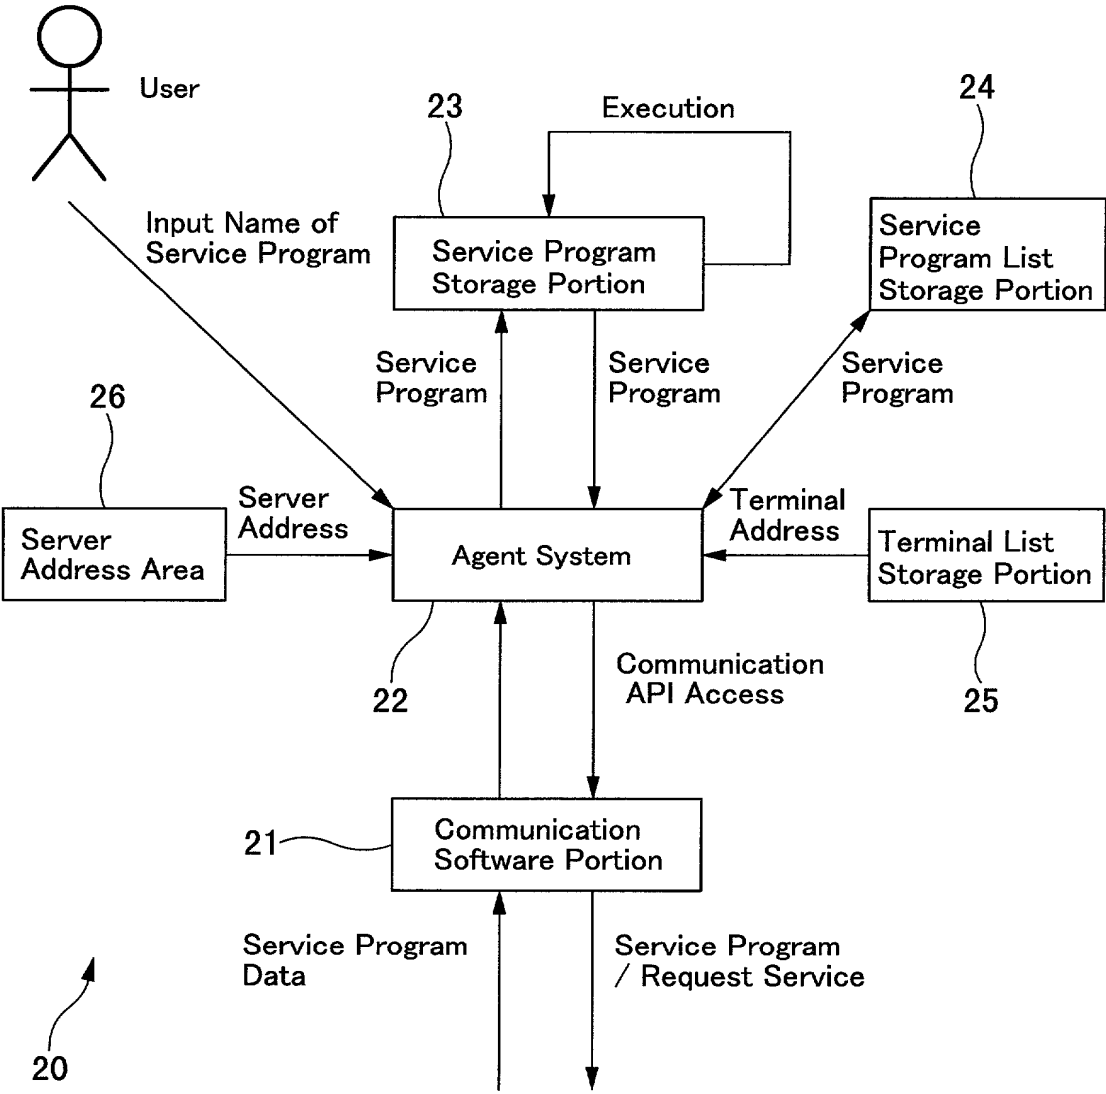 User
23
Execution
24
Input Name of
Service Program
Service Program
Storage Portion
Service
Program List
Storage Portion
Service
Program
Service
Program
Service
Program
26
Server
Address
Terminal
Address
Server
Address Area
Agent System
Terminal List
Storage Portion
22
Communication
API Access
25
21
Communication
Software Portion
Service Program
Data
Service Program
/ Request Service
20